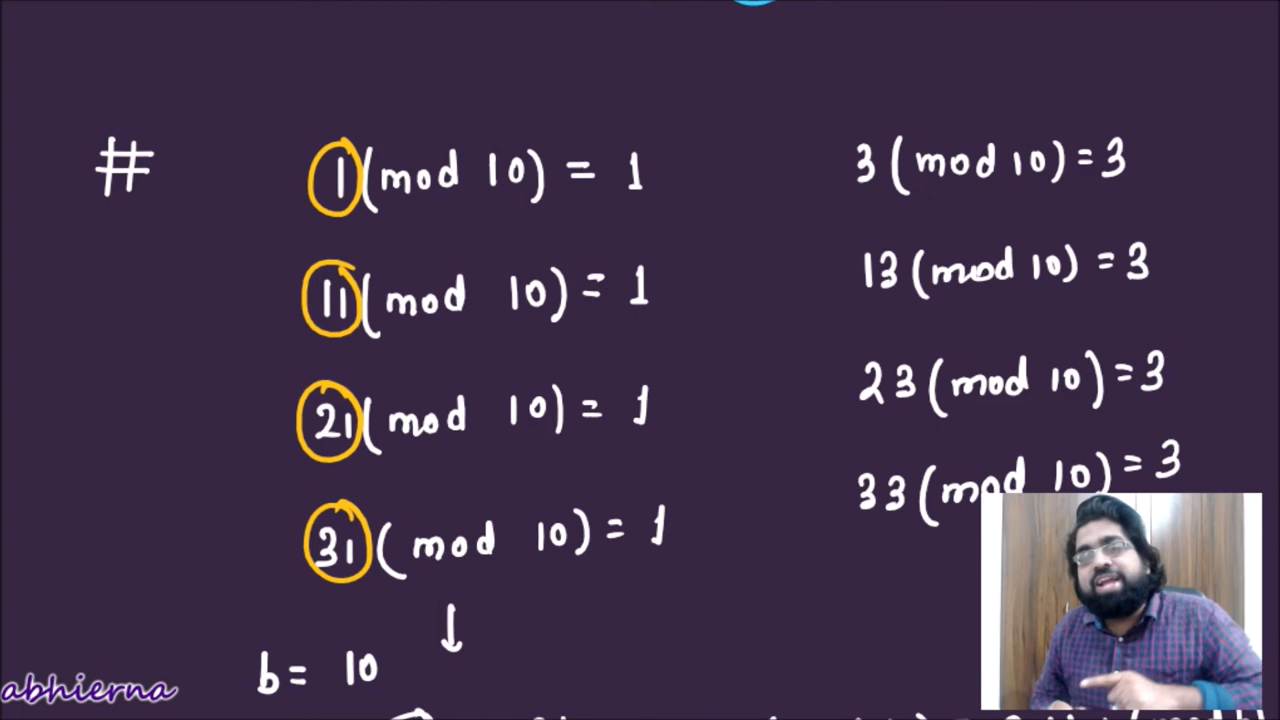 #
1 (mod 10) = 1
11 (mod 10) = 1
21 (mod 10) = 1
31 (mod 10) = 1
↓
b = 10
3 (mod 10) = 3
13 (mod 10) = 3
23 (mod 10) = 3
33 (mod 10) = 3
abhierna